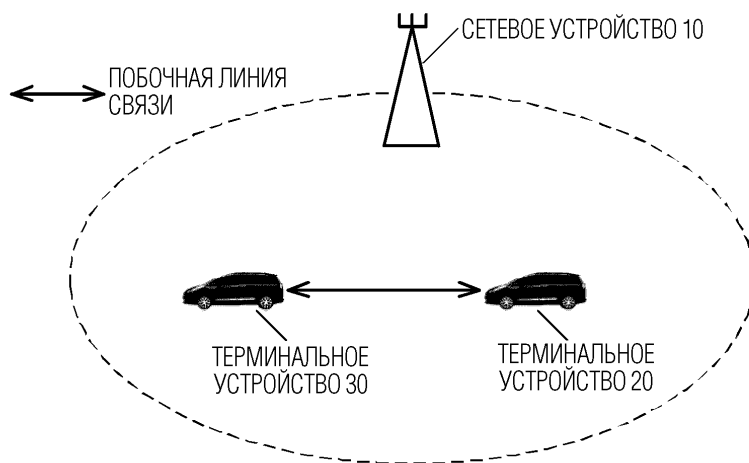 СЕТЕВОЕ УСТРОЙСТВО 10
ПОБОЧНАЯ ЛИНИЯ
СВЯЗИ
ТЕРМИНАЛЬНОЕ
УСТРОЙСТВО 30
ТЕРМИНАЛЬНОЕ
УСТРОЙСТВО 20